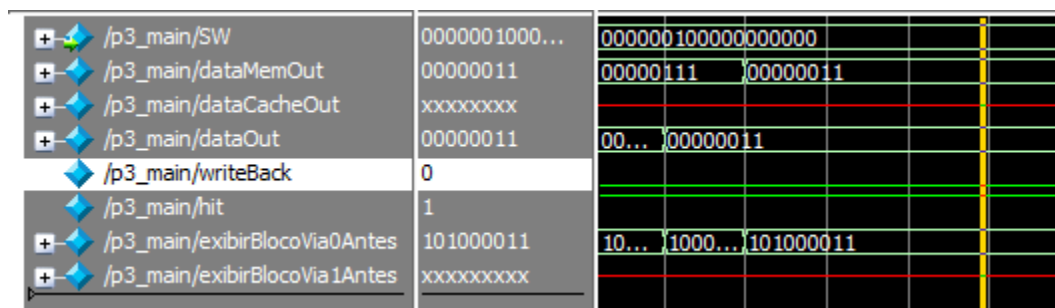 /p3_main/SW 0000001000... 000000100000000000
/p3_main/dataMemOut 00000011 00000111 00000011
/p3_main/dataCacheOut xxxxxxxx
/p3_main/dataOut 00000011 00... 00000011
/p3_main/writeBack 0
/p3_main/hit 1
/p3_main/exibirBlocoVia0Antes 101000011 10... 1000... 101000011
/p3_main/exibirBlocoVia1Antes xxxxxxxxx